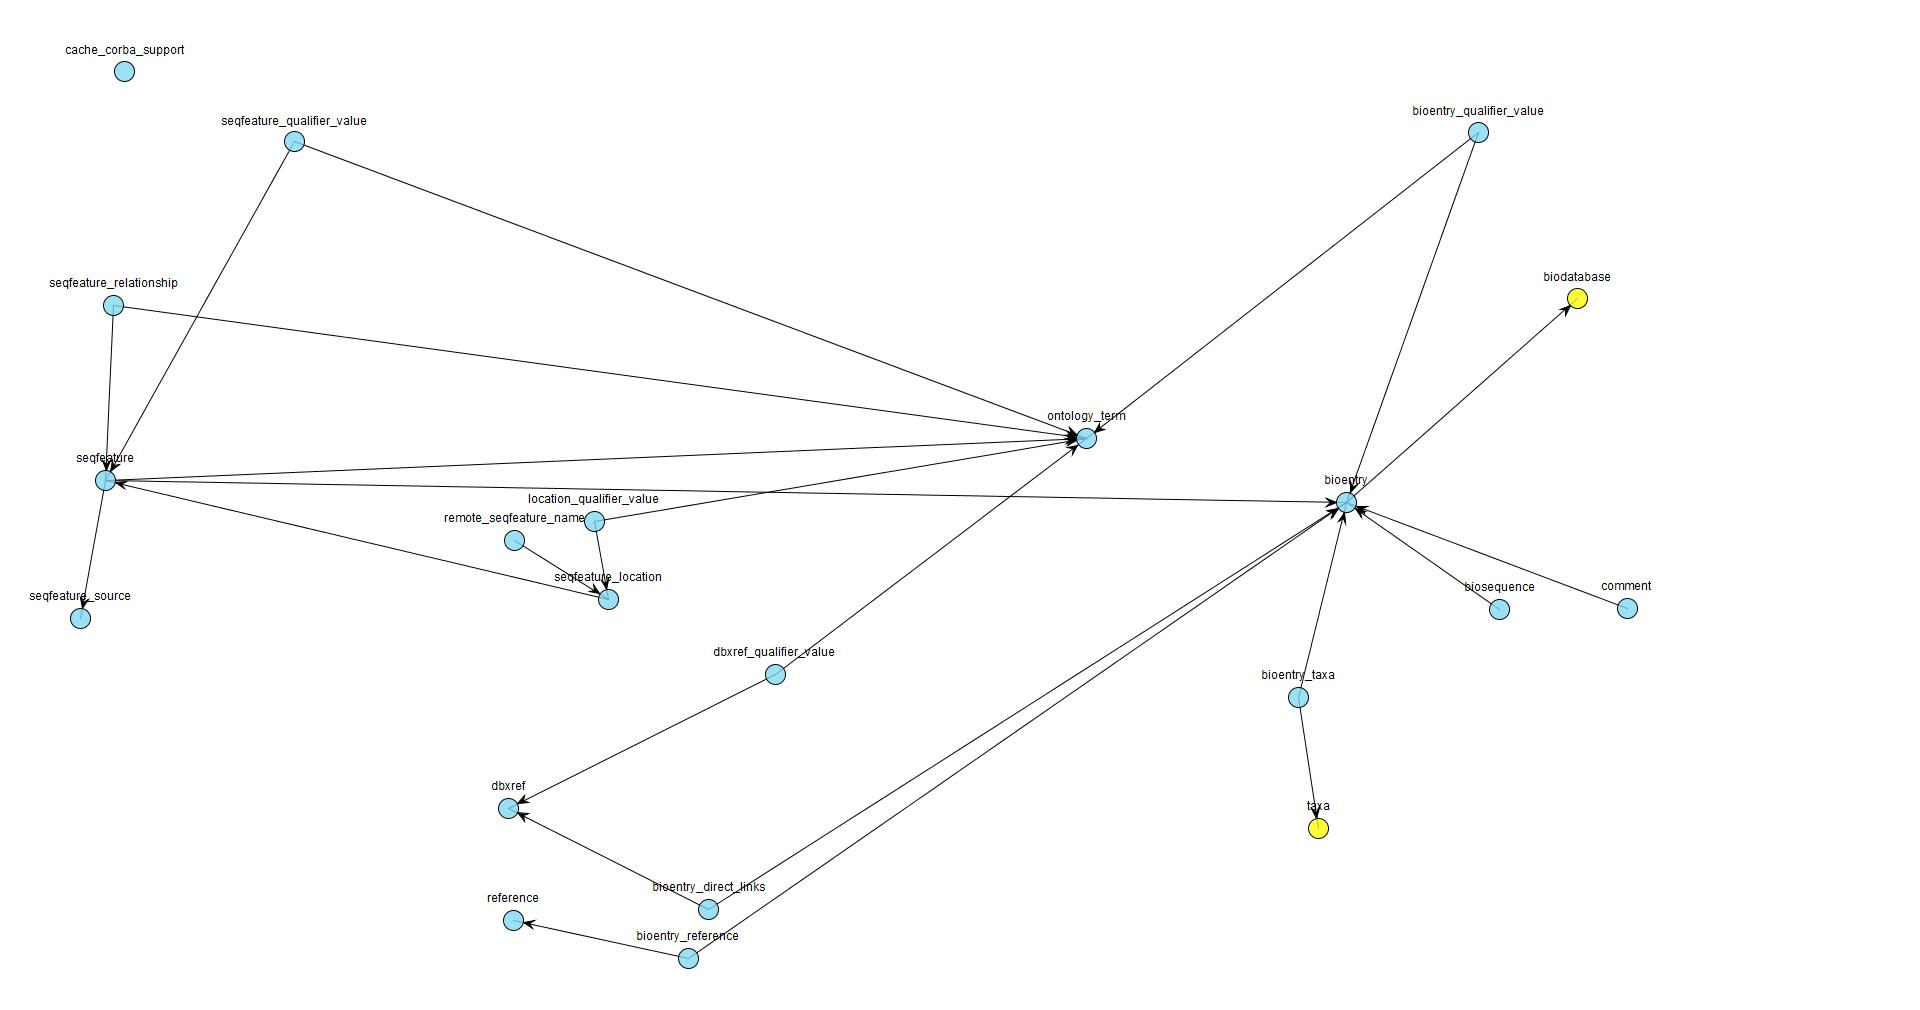 cache_corba_support
bioentry_qualifier_value
seqfeature_qualifier_value
biodatabase
seqfeature_relationship
ontology_term
seqfeature
bioentry
location_qualifier_value
remote_seqfeature_name
seqfeature_location
comment
biosequence
seqfeature_source
dbxref_qualifier_value
bioentry_taxa
dbxref
taxa
bioentry_direct_links
reference
bioentry_reference